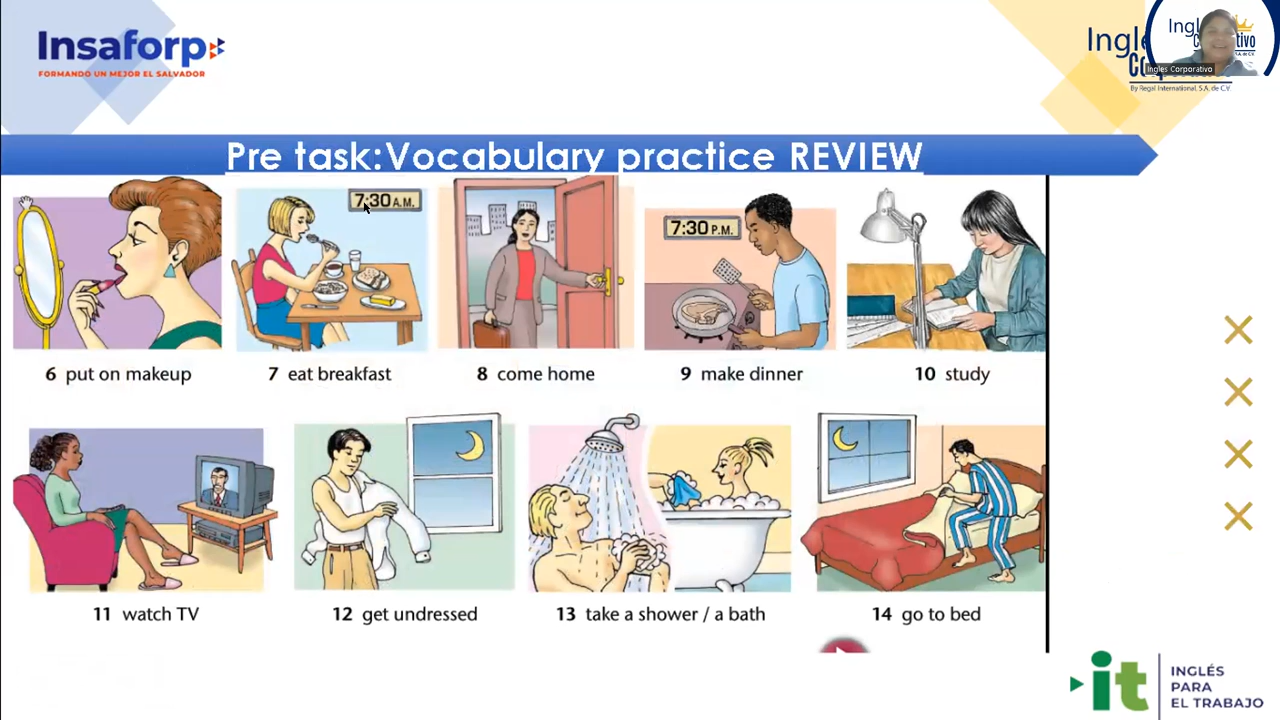 Insaforp
FORMANDO UN MEJOR EL SALVADOR
Ingles Corporativo
By Regal International, S.A. de C.V.
Pre task:Vocabulary practice REVIEW
7:30 A.M.
7:30 P.M.
6 put on makeup
7 eat breakfast
8 come home
9 make dinner
10 study
11 watch TV
12 get undressed
13 take a shower / a bath
14 go to bed
it
INGLÉS
PARA
EL TRABAJO